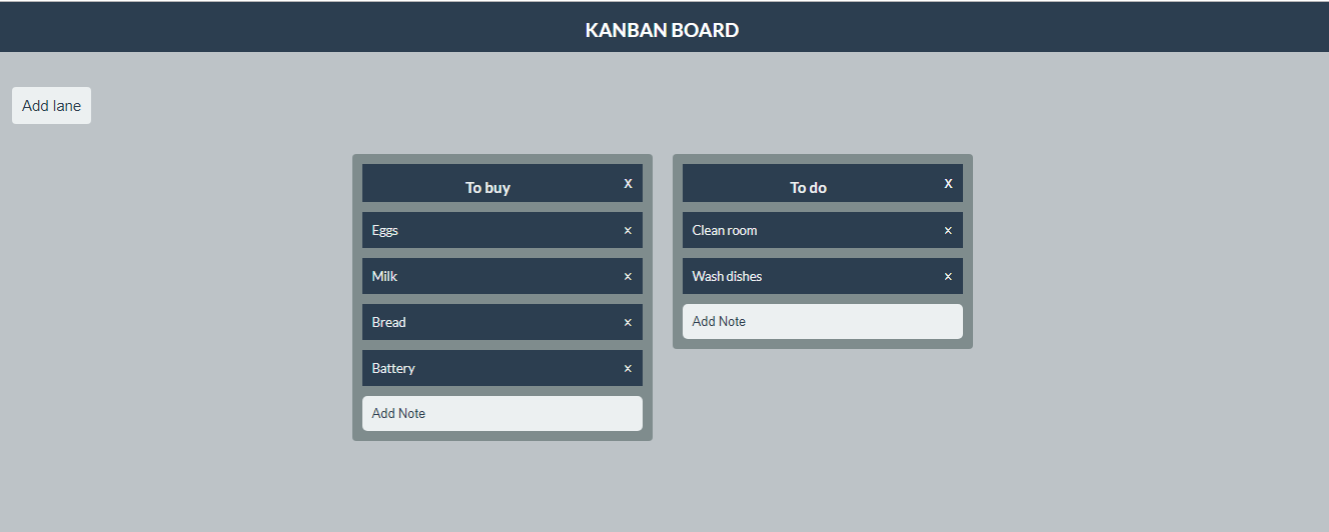 KANBAN BOARD
Add lane
To buy X
Eggs ×
Milk ×
Bread ×
Battery ×
Add Note
To do X
Clean room ×
Wash dishes ×
Add Note